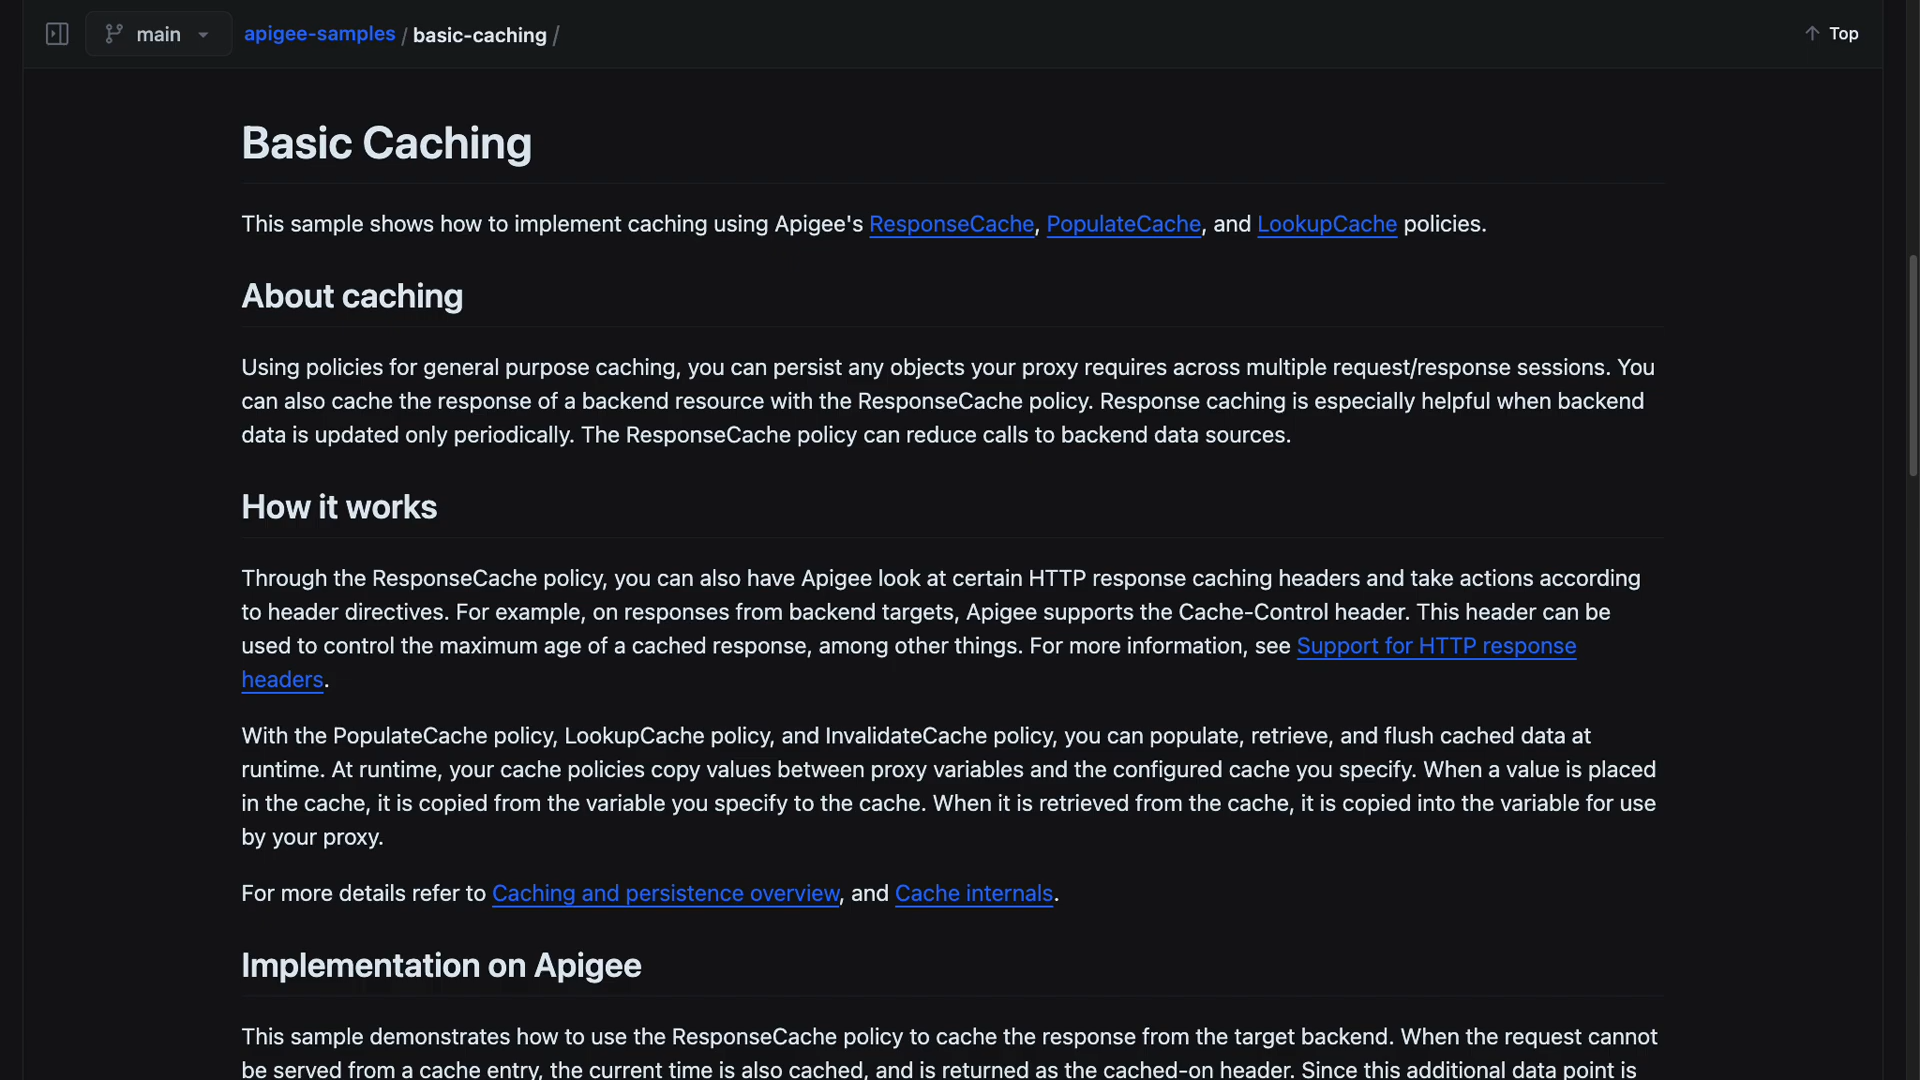 main
apigee-samples / basic-caching /
Top
Basic Caching
This sample shows how to implement caching using Apigee's ResponseCache, PopulateCache, and LookupCache policies.
About caching
Using policies for general purpose caching, you can persist any objects your proxy requires across multiple request/response sessions. You
can also cache the response of a backend resource with the ResponseCache policy. Response caching is especially helpful when backend
data is updated only periodically. The ResponseCache policy can reduce calls to backend data sources.
How it works
Through the ResponseCache policy, you can also have Apigee look at certain HTTP response caching headers and take actions according
to header directives. For example, on responses from backend targets, Apigee supports the Cache-Control header. This header can be
used to control the maximum age of a cached response, among other things. For more information, see Support for HTTP response
headers.
With the PopulateCache policy, LookupCache policy, and InvalidateCache policy, you can populate, retrieve, and flush cached data at
runtime. At runtime, your cache policies copy values between proxy variables and the configured cache you specify. When a value is placed
in the cache, it is copied from the variable you specify to the cache. When it is retrieved from the cache, it is copied into the variable for use
by your proxy.
For more details refer to Caching and persistence overview, and Cache internals.
Implementation on Apigee
This sample demonstrates how to use the ResponseCache policy to cache the response from the target backend. When the request cannot
be served from a cache entry, the current time is also cached, and is returned as the cached-on header. Since this additional data point is